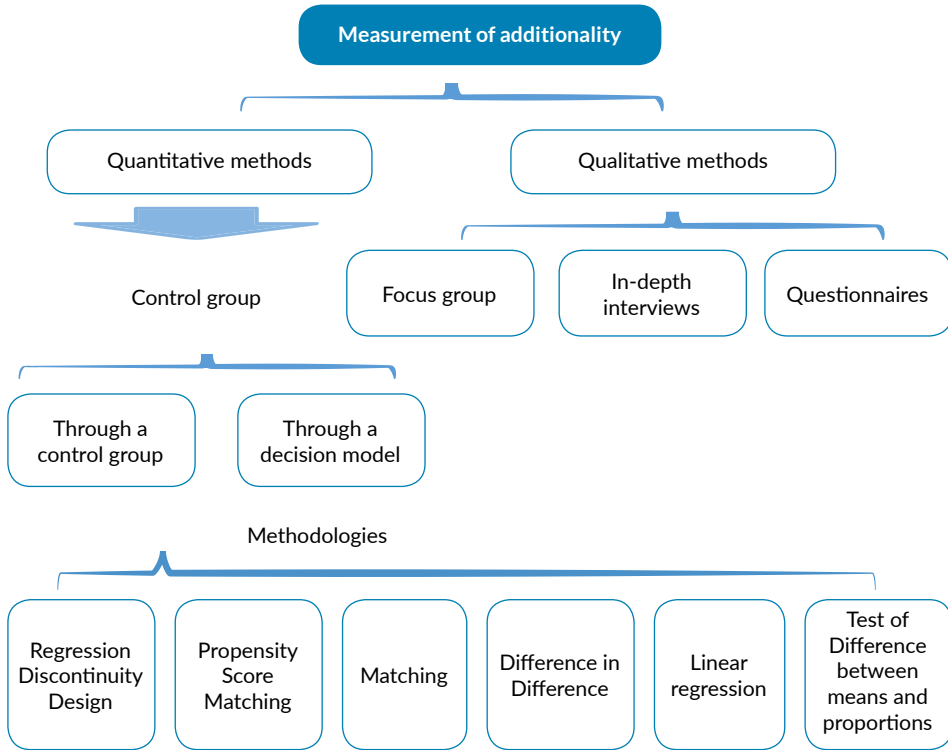 Measurement of additionality
Quantitative methods
Qualitative methods
Control group
Focus group
In-depth
interviews
Questionnaires
Through a
control group
Through a
decision model
Methodologies
Regression
Discontinuity
Design
Propensity
Score
Matching
Matching
Difference in
Difference
Linear
regression
Test of
Difference
between
means and
proportions